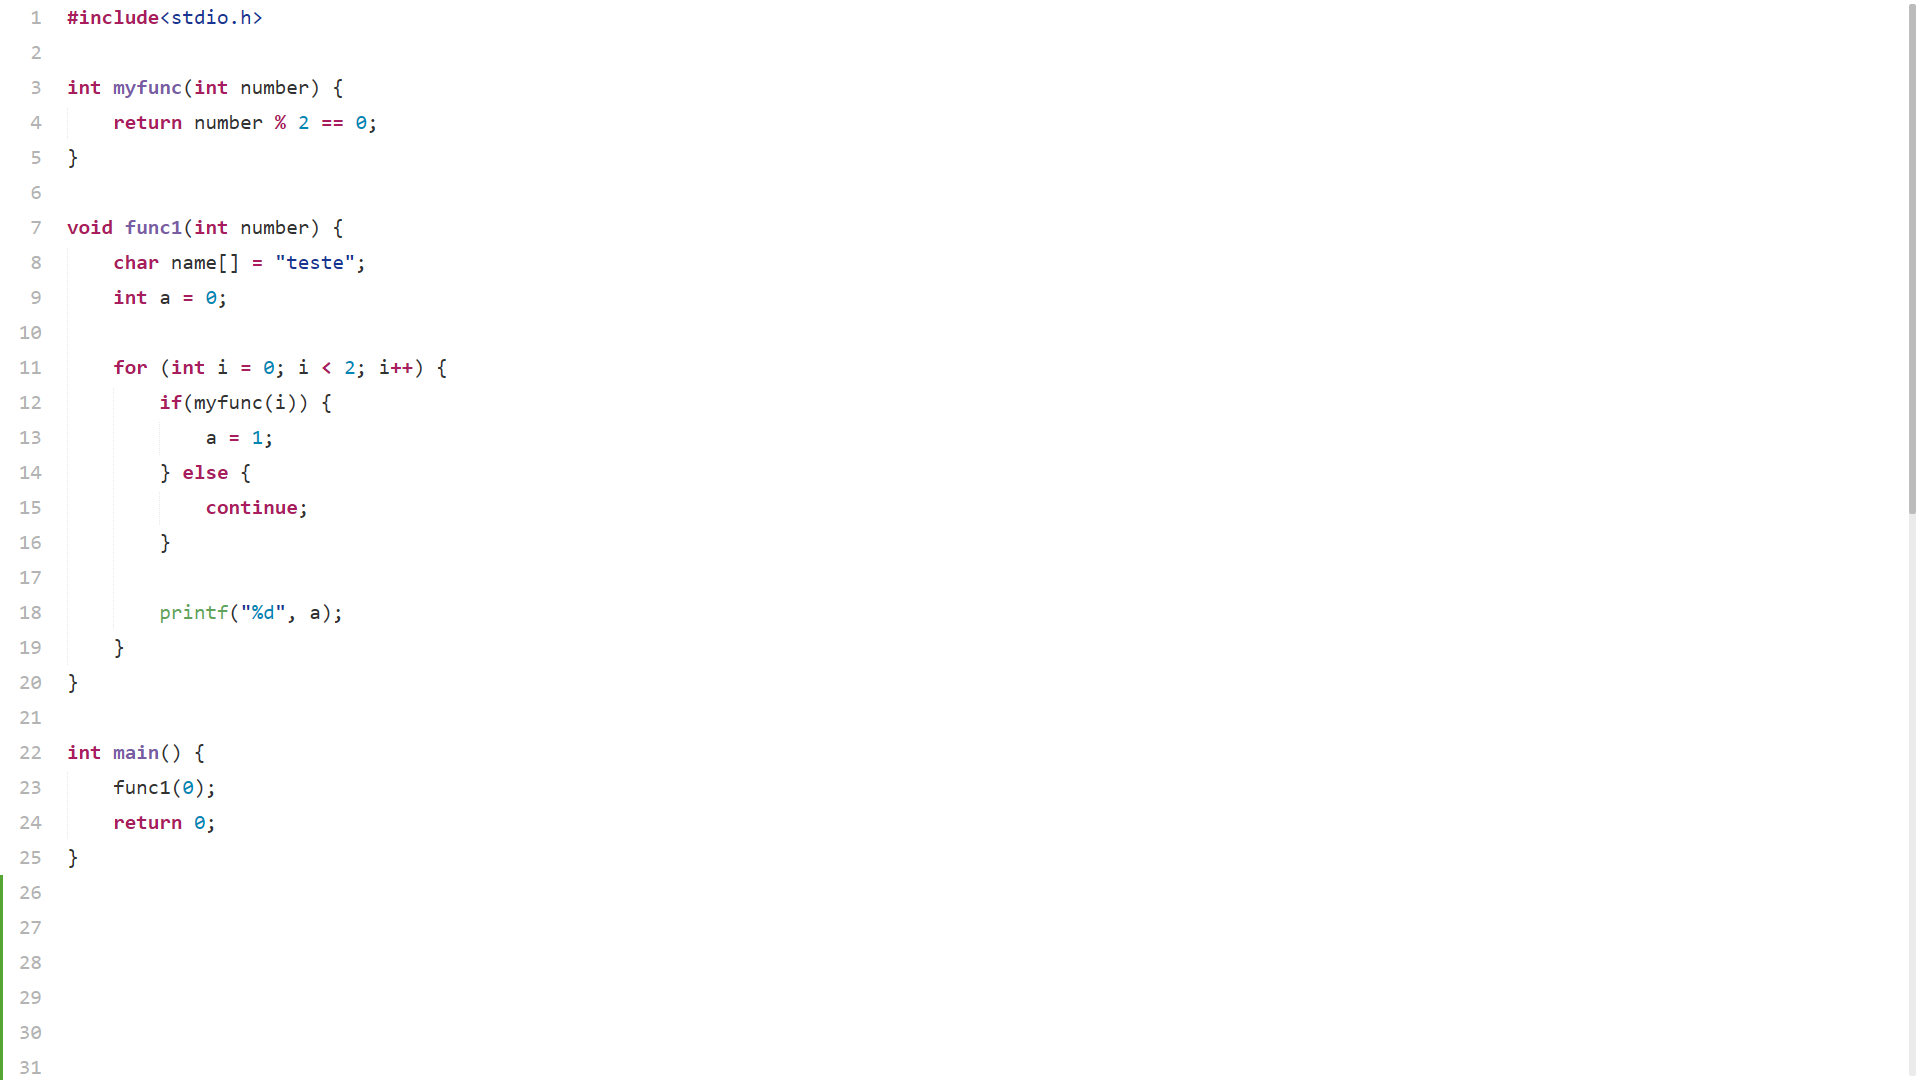 1 #include<stdio.h>
2
3 int myfunc(int number) {
4     return number % 2 == 0;
5 }
6
7 void func1(int number) {
8     char name[] = "teste";
9     int a = 0;
10
11     for (int i = 0; i < 2; i++) {
12         if(myfunc(i)) {
13             a = 1;
14         } else {
15             continue;
16         }
17
18         printf("%d", a);
19     }
20 }
21
22 int main() {
23     func1(0);
24     return 0;
25 }
26
27
28
29
30
31